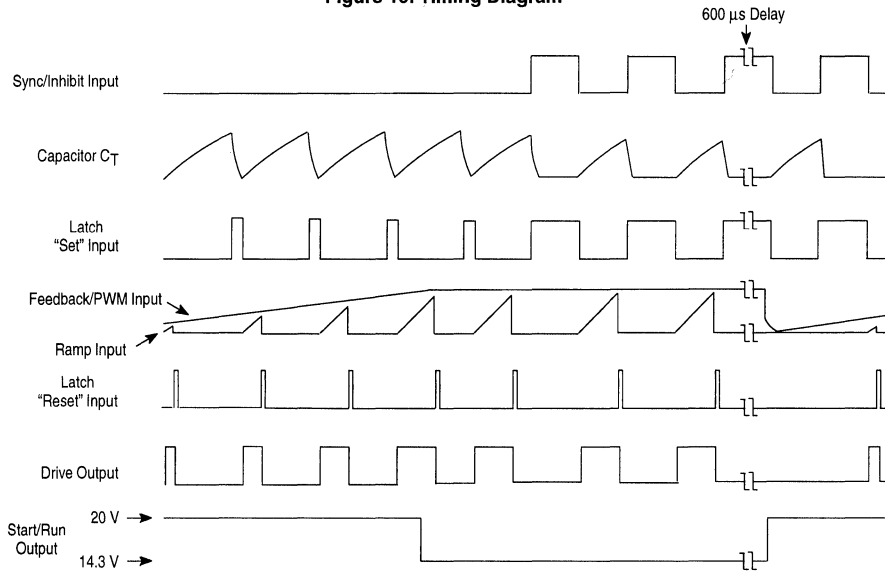 Figure 16. Timing Diagram
600 µs Delay
Sync/Inhibit Input
Capacitor CT
Latch
"Set" Input
Feedback/PWM Input
Ramp Input
Latch
"Reset" Input
Drive Output
20 V
Start/Run
Output
14.3 V